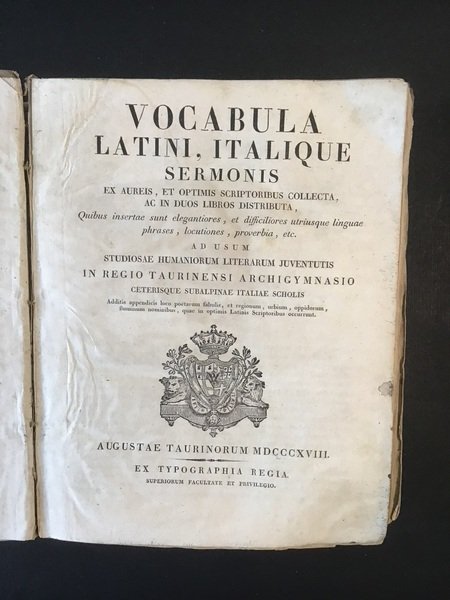 VOCABULA
LATINI, ITALIQUE
SERMONIS
EX AUREIS, ET OPTIMIS SCRIPTORIBUS COLLECTA,
AC IN DUOS LIBROS DISTRIBUTA,
Quibus insertae sunt elegantiores, et difficiliores utriusque linguae
phrases, locutiones, proverbia, etc.
AD USUM
STUDIOSAE HUMANIORUM LITERARUM JUVENTUTIS
IN REGIO TAURINENSI ARCHIGYMNASIO
CETERISQUE SUBALPINAE ITALIAE SCHOLIS
Additis appendicis loco poetarum fabulis, et regionum, urbium, oppidorum,
fluminum nominibus, quae in optimis Latinis Scriptoribus occurrunt.
AUGUSTAE TAURINORUM MDCCCXVIII.
EX TYPOGRAPHIA REGIA.
SUPERIORUM FACULTATE ET PRIVILEGIO.